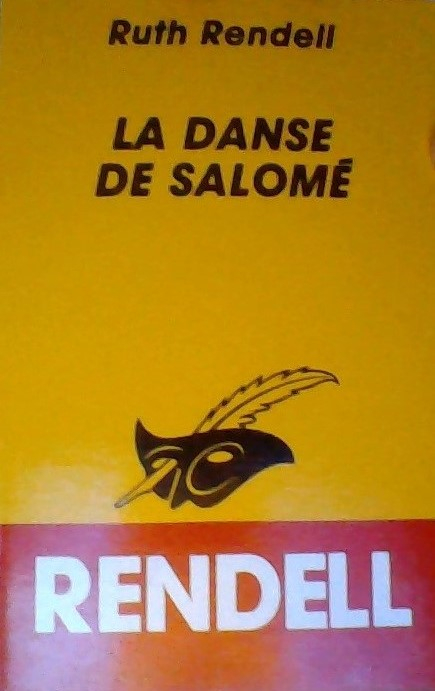 Ruth Rendell
LA DANSE
DE SALOMÉ
RENDELL